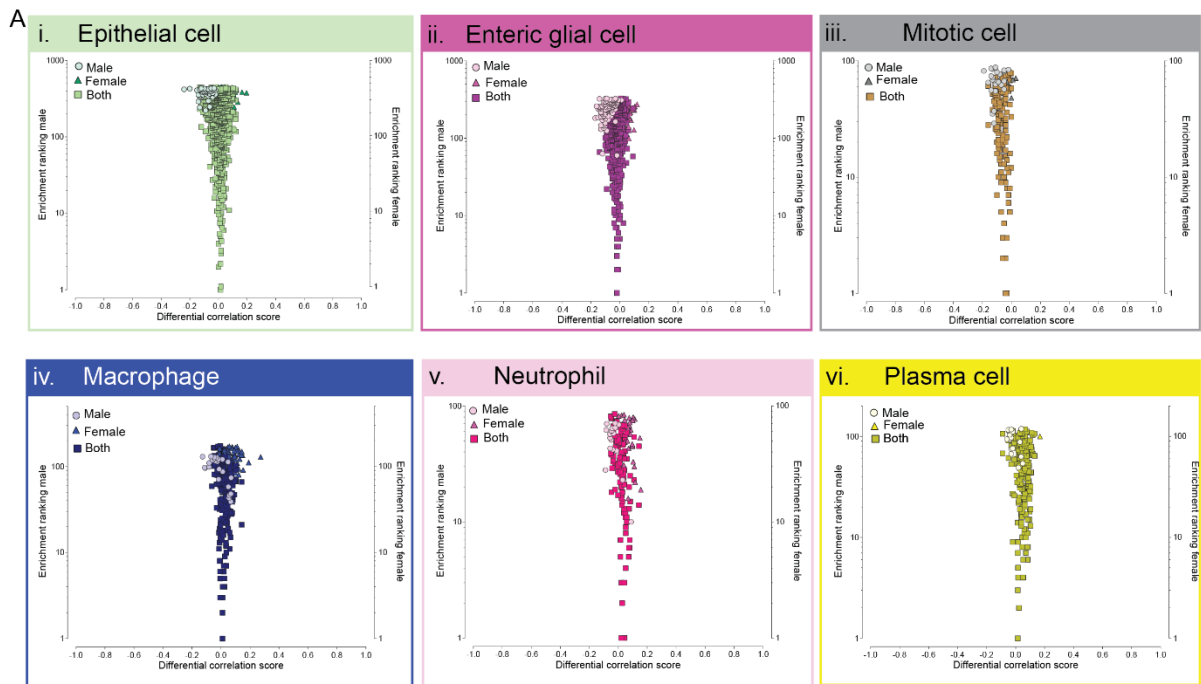 A
i. Epithelial cell
Male
Female
Both
Enrichment ranking male
1000
100
10
1
Enrichment ranking female
1000
100
10
1
-1.0 -0.8 -0.6 -0.4 -0.2 0.0 0.2 0.4 0.6 0.8 1.0
Differential correlation score
ii. Enteric glial cell
Male
Female
Both
Enrichment ranking male
1000
100
10
1
Enrichment ranking female
1000
100
10
1
-1.0 -0.8 -0.6 -0.4 -0.2 0.0 0.2 0.4 0.6 0.8 1.0
Differential correlation score
iii. Mitotic cell
Male
Female
Both
Enrichment ranking male
100
10
1
Enrichment ranking female
100
10
1
-1.0 -0.8 -0.6 -0.4 -0.2 0.0 0.2 0.4 0.6 0.8 1.0
Differential correlation score
iv. Macrophage
Male
Female
Both
Enrichment ranking male
100
10
1
Enrichment ranking female
100
10
1
-1.0 -0.8 -0.6 -0.4 -0.2 0.0 0.2 0.4 0.6 0.8 1.0
Differential correlation score
v. Neutrophil
Male
Female
Both
Enrichment ranking male
100
10
1
Enrichment ranking female
100
10
1
-1.0 -0.8 -0.6 -0.4 -0.2 0.0 0.2 0.4 0.6 0.8 1.0
Differential correlation score
vi. Plasma cell
Male
Female
Both
Enrichment ranking male
100
10
1
Enrichment ranking female
100
10
1
-1.0 -0.8 -0.6 -0.4 -0.2 0.0 0.2 0.4 0.6 0.8 1.0
Differential correlation score